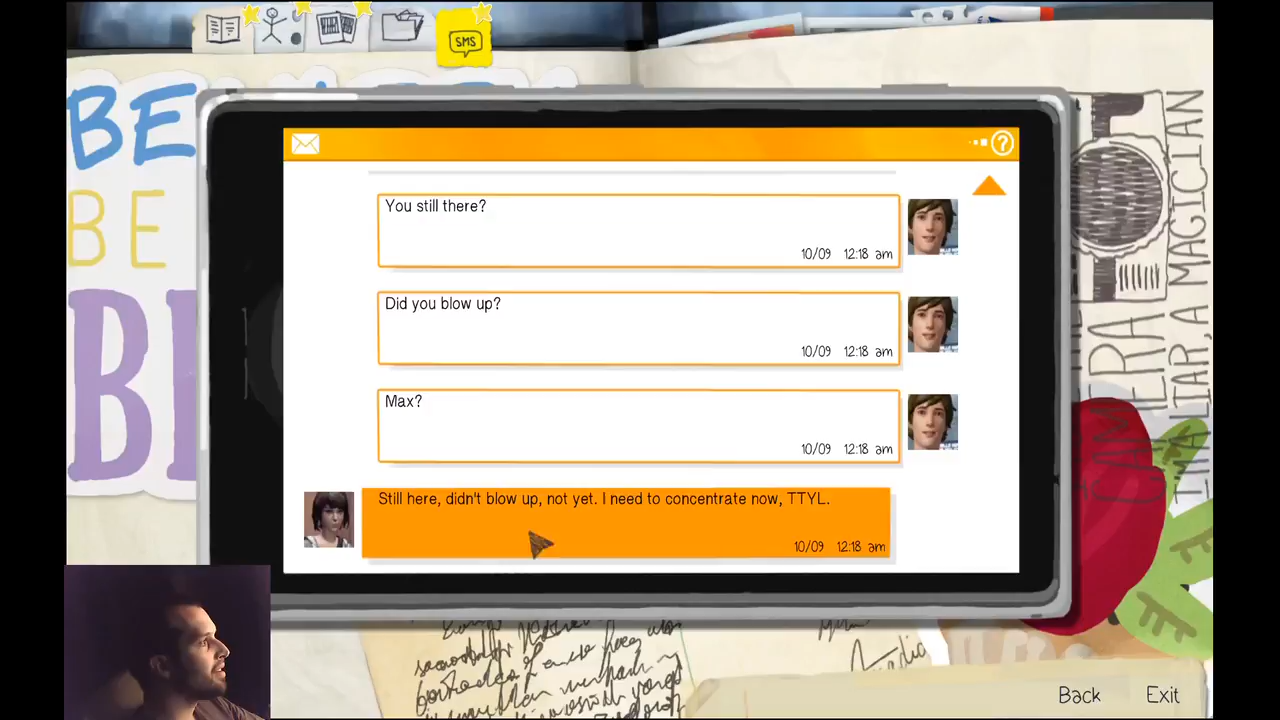 SMS
BE
BE
You still there?
10/09 12:18 am
Did you blow up?
10/09 12:18 am
Max?
10/09 12:18 am
Still here, didn't blow up, not yet. I need to concentrate now, TTYL.
10/09 12:18 am
CAMERA
I'M A LIAR, A MAGICIAN
Back
Exit